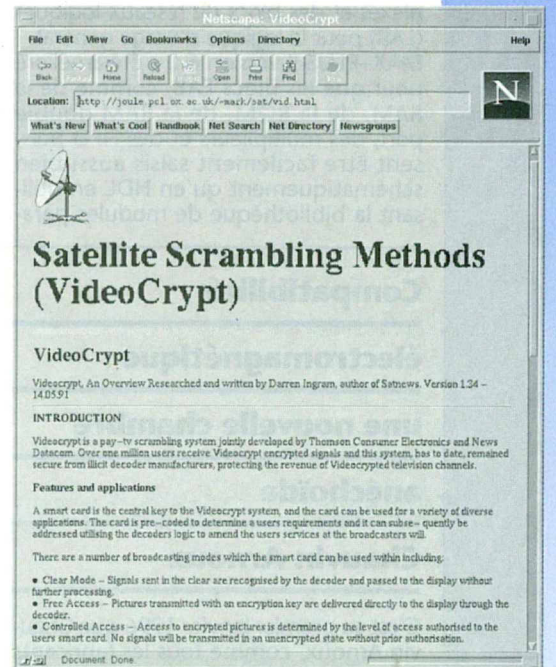 Netscape: VideoCrypt
File Edit View Go Bookmarks Options Directory Help
Back Home Reload Open Print Find
Location: http://joule.pcl.ox.ac.uk/~mark/sat/vid.html
What's New What's Cool Handbook Net Search Net Directory Newsgroups
N
Satellite Scrambling Methods
(VideoCrypt)
VideoCrypt
Videocrypt, An Overview Researched and written by Darren Ingram, author of Satnews. Version 1.34 –
14.05.91
INTRODUCTION
Videocrypt is a pay–tv scrambling system jointly developed by Thomson Consumer Electronics and News
Datacom. Over one million users receive Videocrypt encrypted signals and this system, has to date, remained
secure from illicit decoder manufacturers, protecting the revenue of Videocrypted television channels.
Features and applications
A smart card is the central key to the Videocrypt system, and the card can be used for a variety of diverse
applications. The card is pre–coded to determine a users requirements and it can subse– quently be
addressed utilising the decoders logic to amend the users services at the broadcasters will.
There are a number of broadcasting modes which the smart card can be used within including:
● Clear Mode – Signals sent in the clear are recognised by the decoder and passed to the display without
further processing.
● Free Access – Pictures transmitted with an encryption key are delivered directly to the display through the
decoder.
● Controlled Access – Access to encrypted pictures is determined by the level of access authorised to the
users smart card. No signals will be transmitted in an unencrypted state without prior authorisation.
Document: Done.